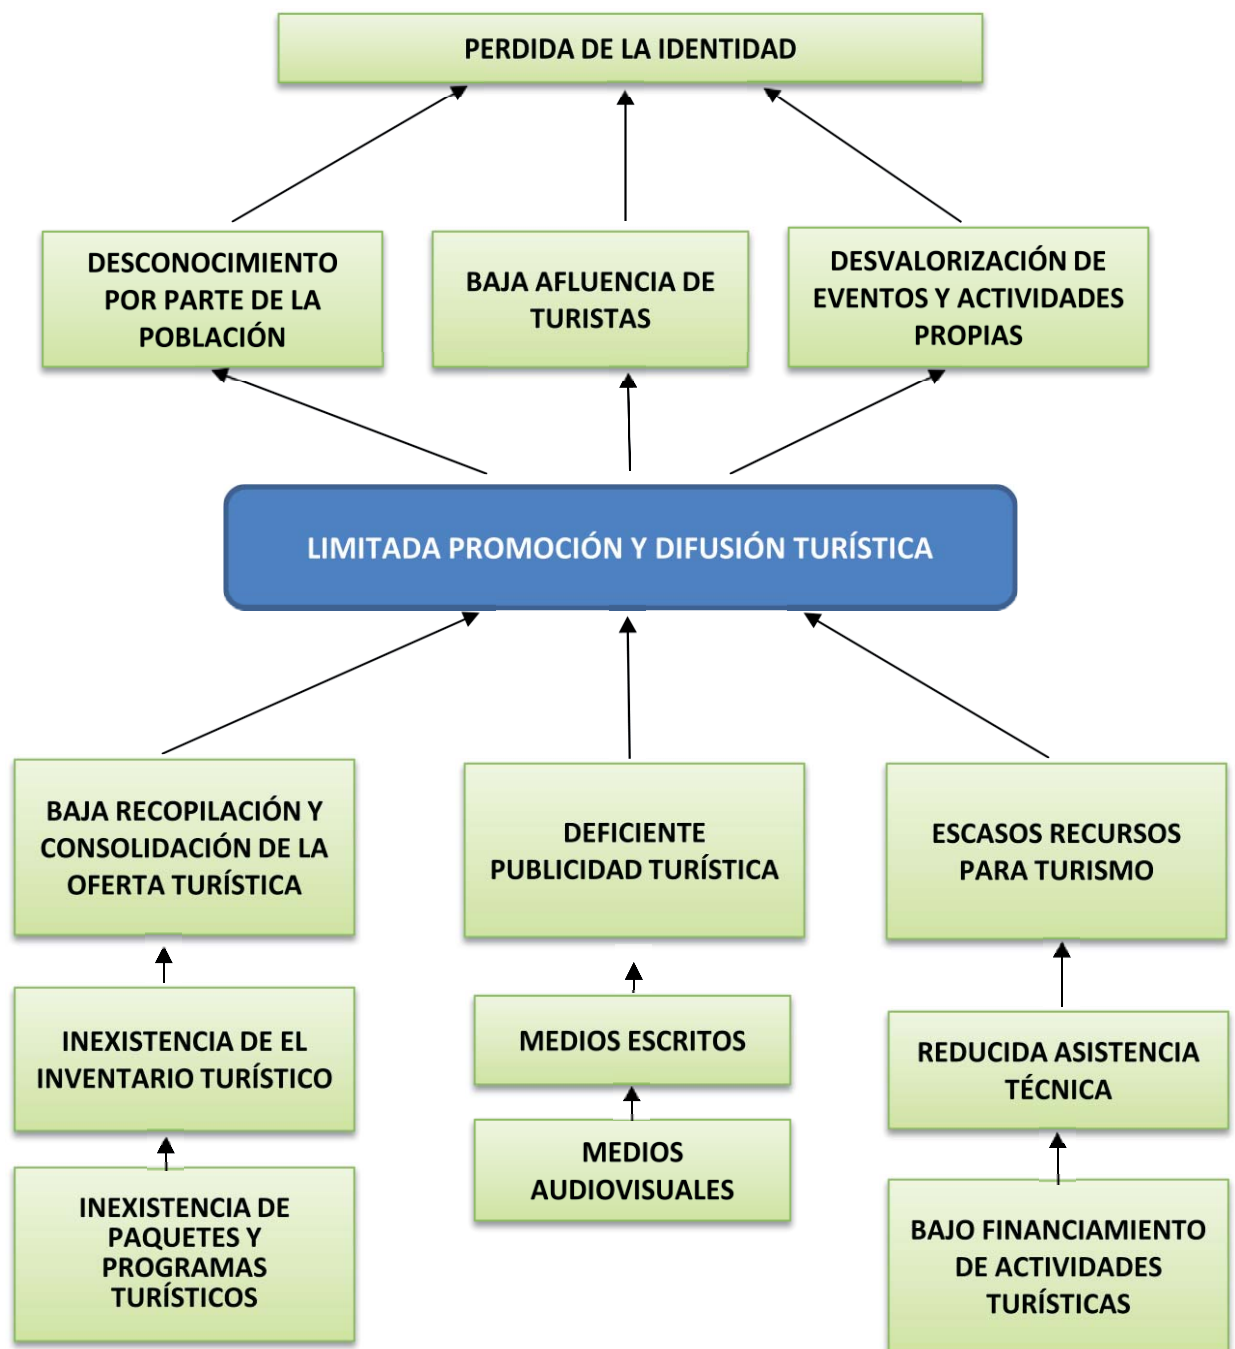 PERDIDA DE LA IDENTIDAD
DESCONOCIMIENTO
POR PARTE DE LA
POBLACIÓN
BAJA AFLUENCIA DE
TURISTAS
DESVALORIZACIÓN DE
EVENTOS Y ACTIVIDADES
PROPIAS
LIMITADA PROMOCIÓN Y DIFUSIÓN TURÍSTICA
BAJA RECOPILACIÓN Y
CONSOLIDACIÓN DE LA
OFERTA TURÍSTICA
DEFICIENTE
PUBLICIDAD TURÍSTICA
ESCASOS RECURSOS
PARA TURISMO
INEXISTENCIA DE EL
INVENTARIO TURÍSTICO
MEDIOS ESCRITOS
REDUCIDA ASISTENCIA
TÉCNICA
INEXISTENCIA DE
PAQUETES Y
PROGRAMAS
TURÍSTICOS
MEDIOS
AUDIOVISUALES
BAJO FINANCIAMIENTO
DE ACTIVIDADES
TURÍSTICAS